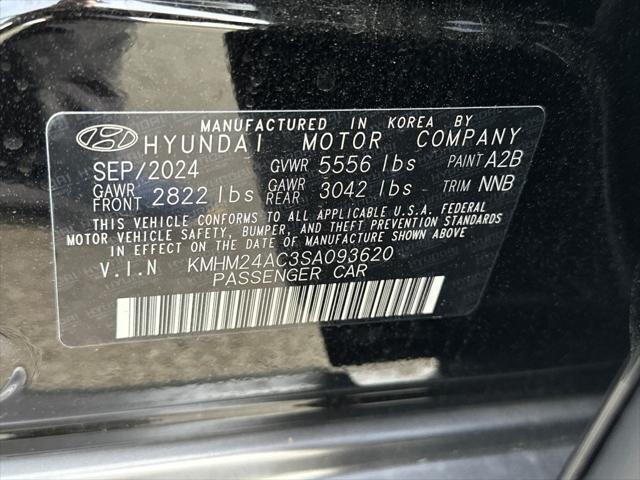 MANUFACTURED IN KOREA BY
HYUNDAI MOTOR COMPANY
SEP/2024 GVWR 5556 lbs PAINT A2B
GAWR FRONT 2822 lbs GAWR REAR 3042 lbs TRIM NNB
THIS VEHICLE CONFORMS TO ALL APPLICABLE U.S.A. FEDERAL
MOTOR VEHICLE SAFETY, BUMPER, AND THEFT PREVENTION STANDARDS
IN EFFECT ON THE DATE OF MANUFACTURE SHOWN ABOVE.
V.I.N KMHM24AC3SA093620
PASSENGER CAR